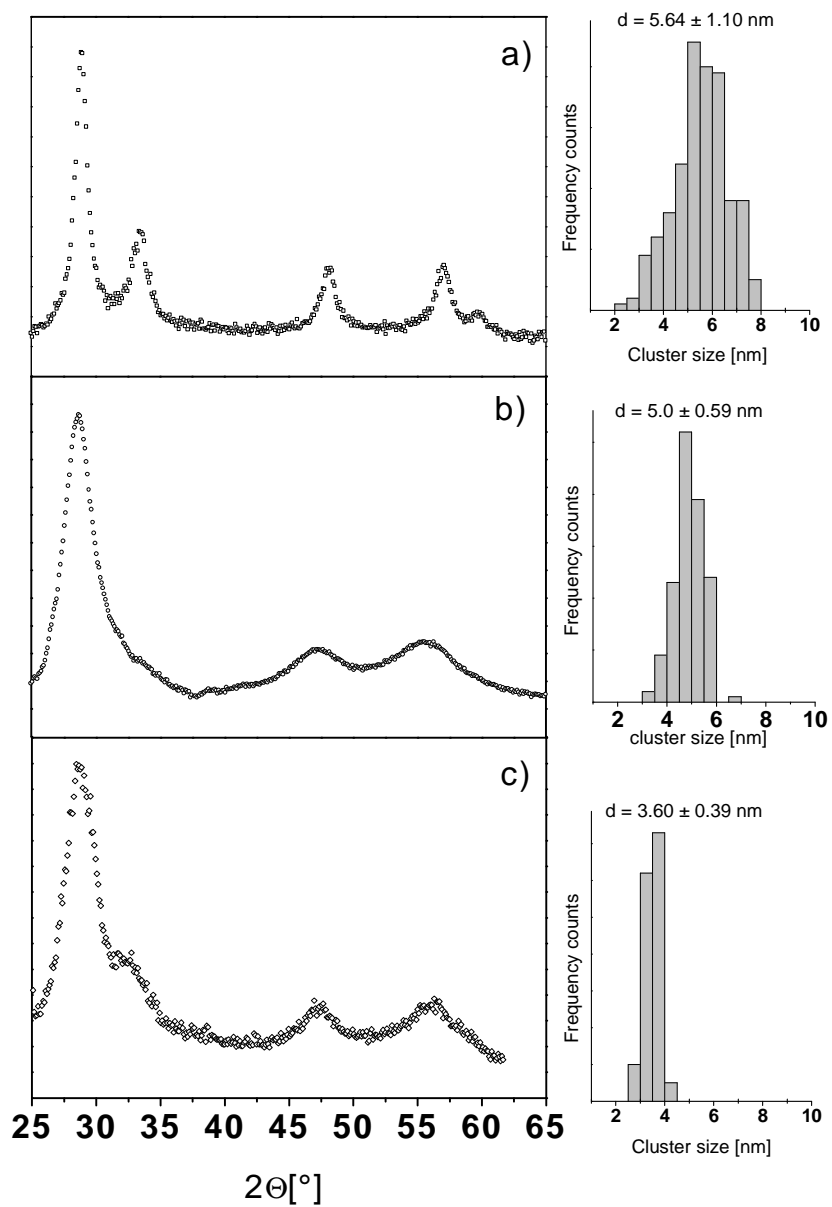 a)
d = 5.64 ± 1.10 nm
Frequency counts
2 4 6 8 10
Cluster size [nm]
b)
d = 5.0 ± 0.59 nm
Frequency counts
2 4 6 8 10
cluster size [nm]
c)
d = 3.60 ± 0.39 nm
Frequency counts
2 4 6 8 10
Cluster size [nm]
25 30 35 40 45 50 55 60 65
2Θ[°]